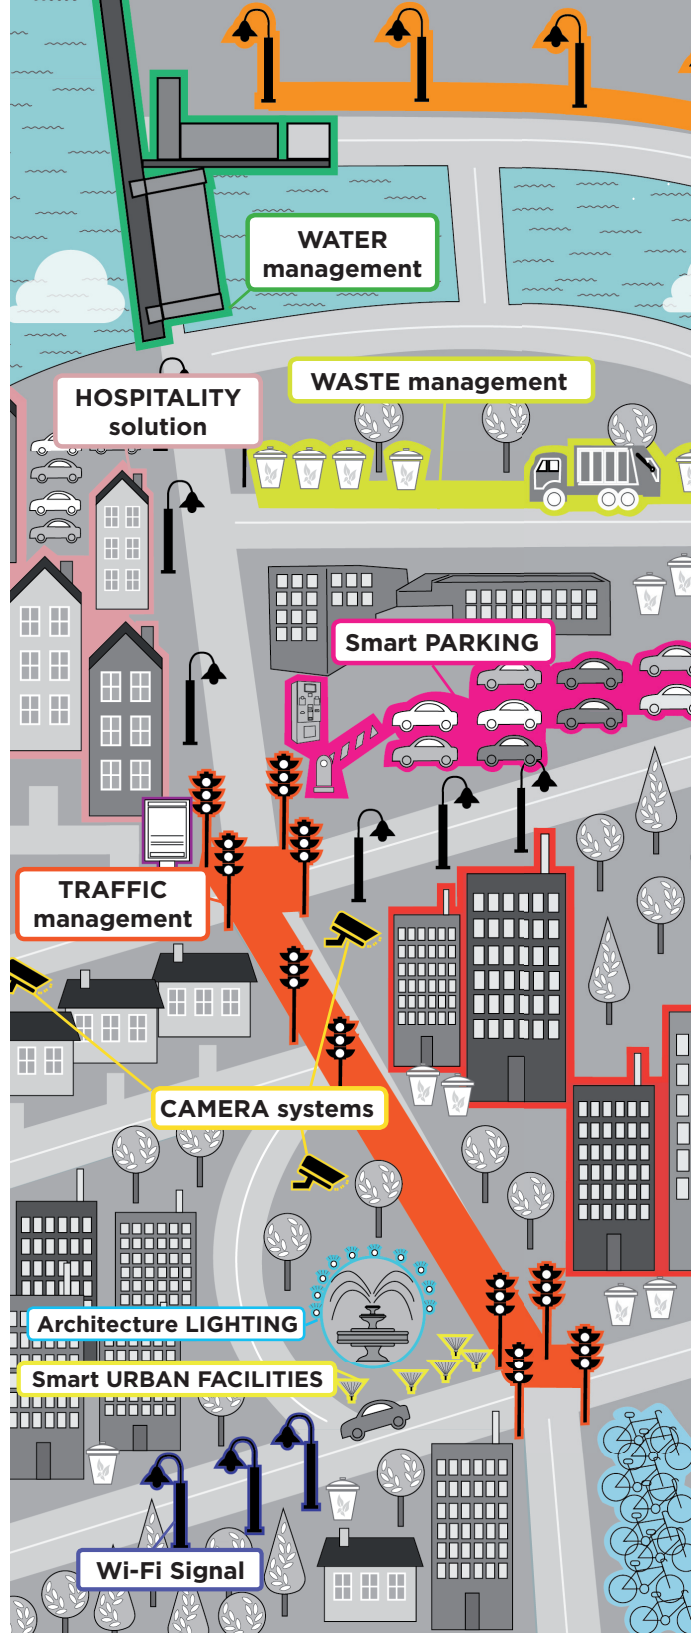 WATER
management
HOSPITALITY
solution
WASTE management
Smart PARKING
TRAFFIC
management
CAMERA systems
Architecture LIGHTING
Smart URBAN FACILITIES
Wi-Fi Signal